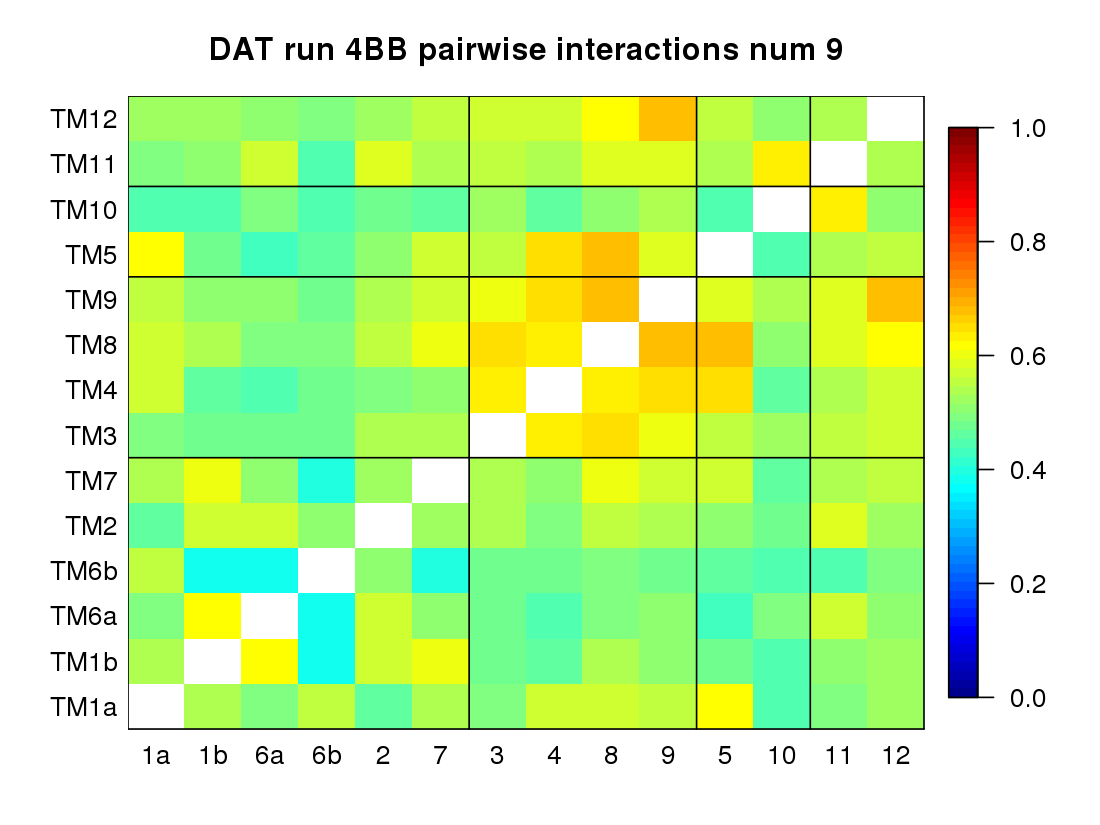 DAT run 4BB pairwise interactions num 9
TM12
TM11
TM10
TM5
TM9
TM8
TM4
TM3
TM7
TM2
TM6b
TM6a
TM1b
TM1a
1a 1b 6a 6b 2 7 3 4 8 9 5 10 11 12
1.0
0.8
0.6
0.4
0.2
0.0